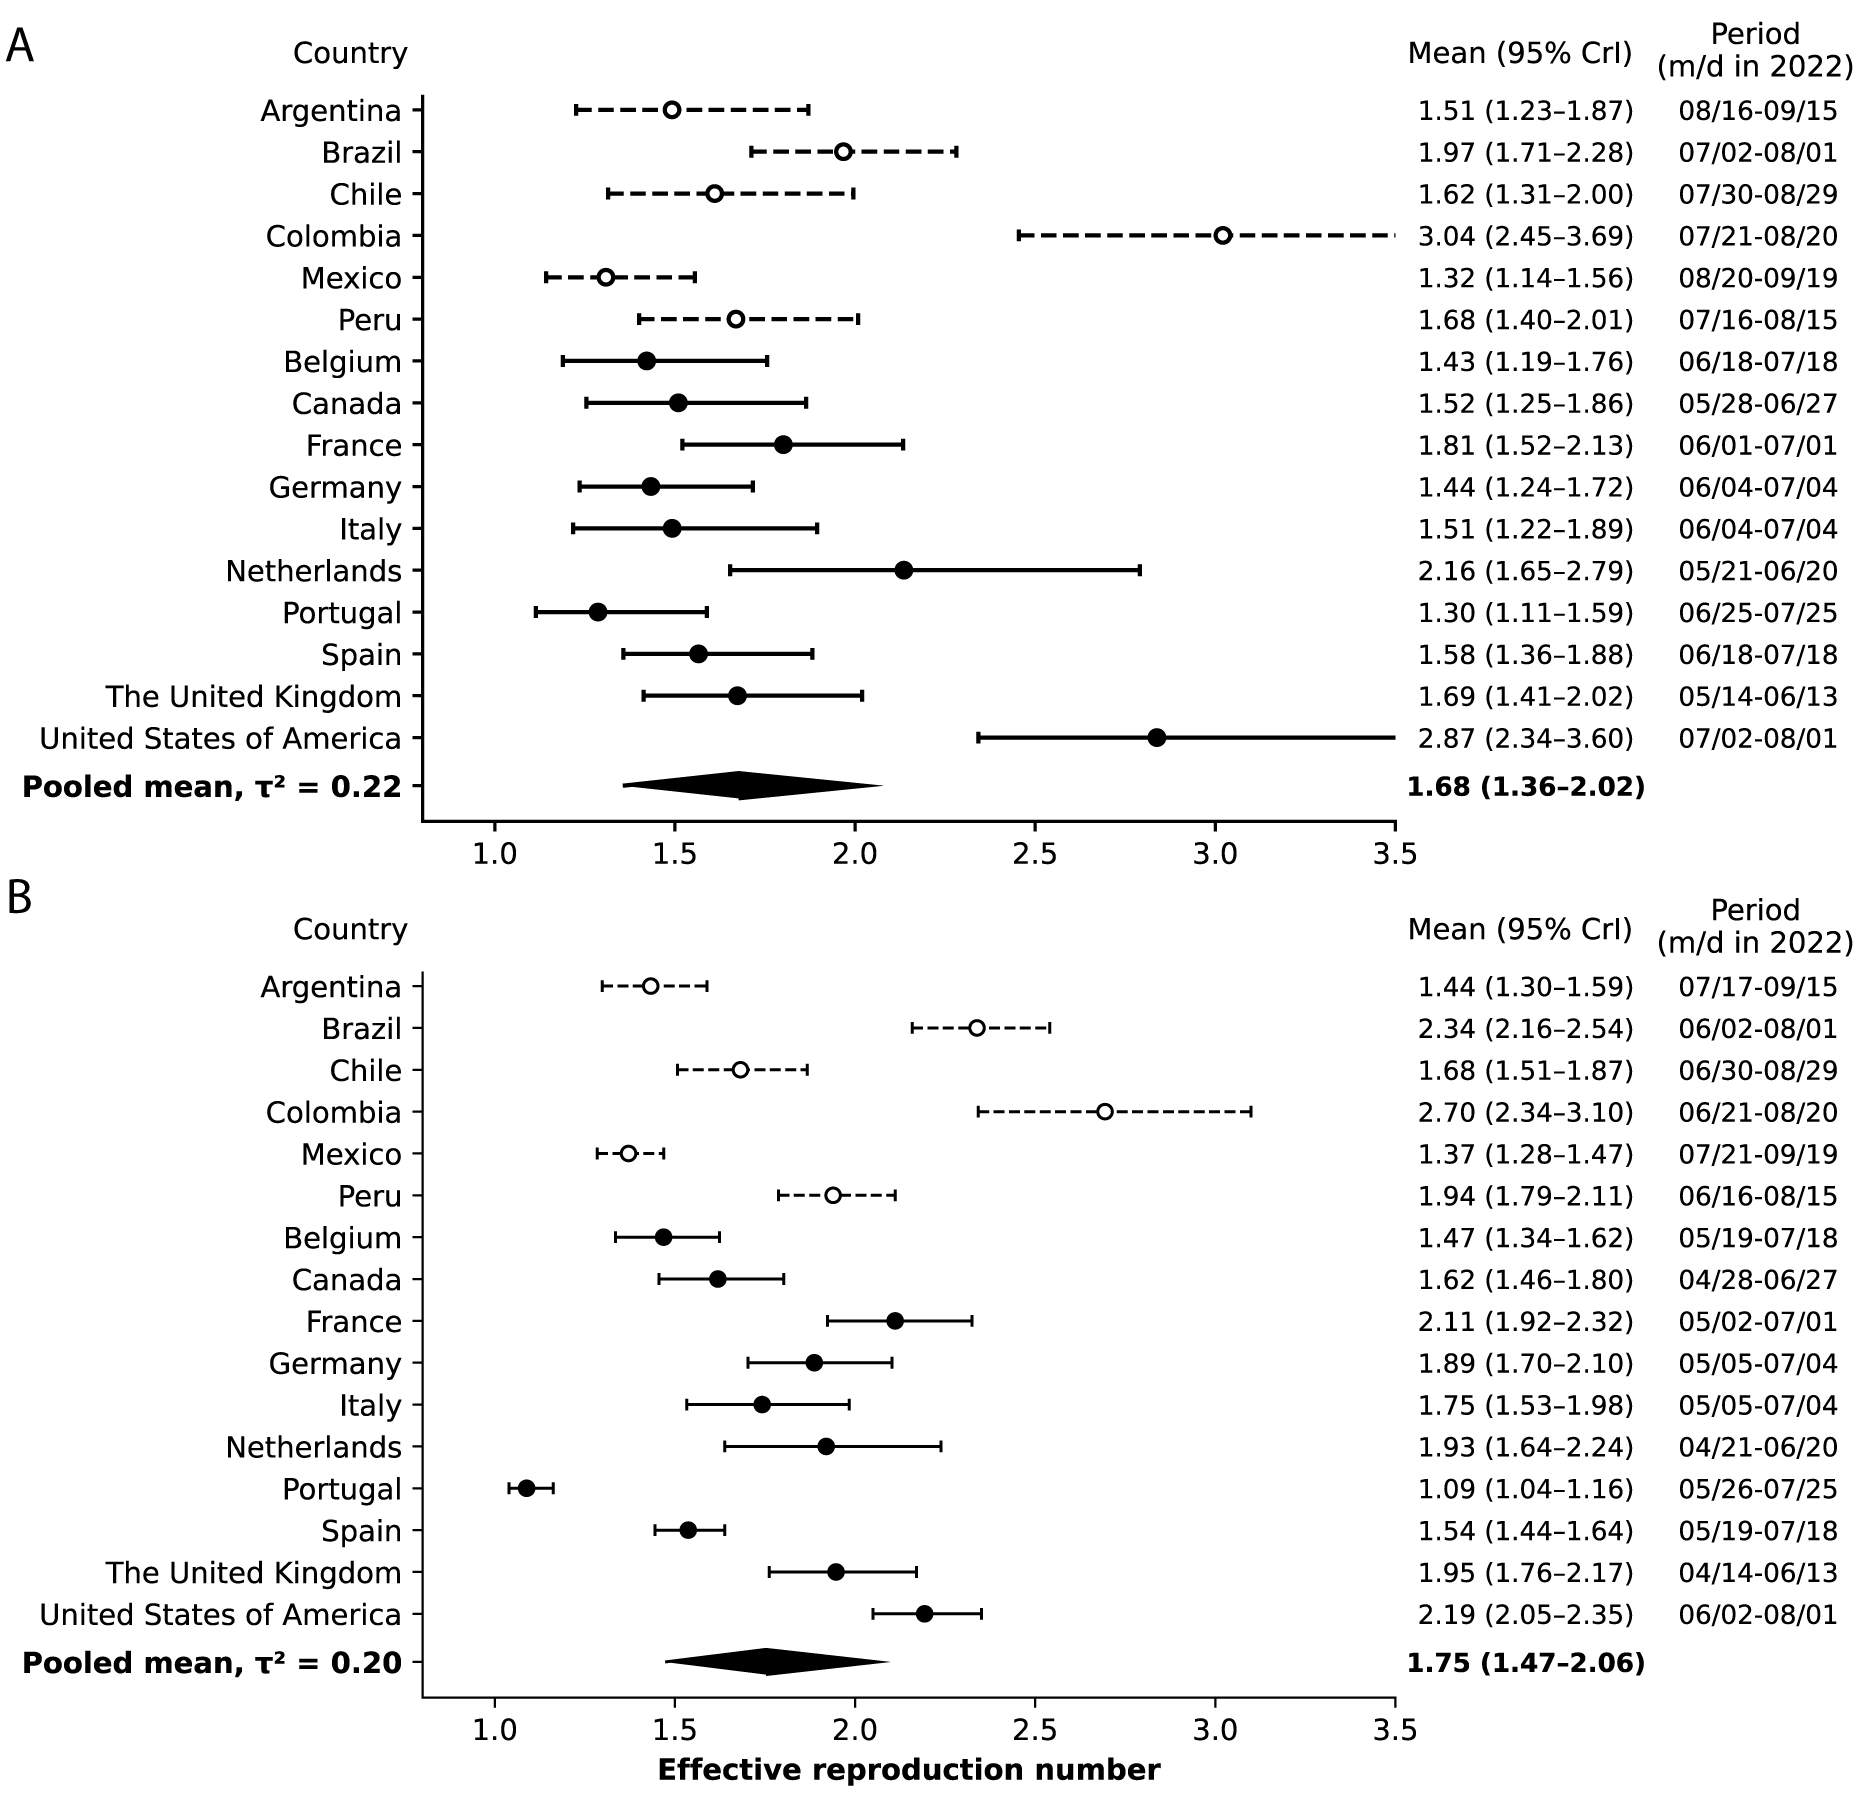 A
Country Mean (95% CrI) Period
(m/d in 2022)
Argentina 1.51 (1.23–1.87) 08/16-09/15
Brazil 1.97 (1.71–2.28) 07/02-08/01
Chile 1.62 (1.31–2.00) 07/30-08/29
Colombia 3.04 (2.45–3.69) 07/21-08/20
Mexico 1.32 (1.14–1.56) 08/20-09/19
Peru 1.68 (1.40–2.01) 07/16-08/15
Belgium 1.43 (1.19–1.76) 06/18-07/18
Canada 1.52 (1.25–1.86) 05/28-06/27
France 1.81 (1.52–2.13) 06/01-07/01
Germany 1.44 (1.24–1.72) 06/04-07/04
Italy 1.51 (1.22–1.89) 06/04-07/04
Netherlands 2.16 (1.65–2.79) 05/21-06/20
Portugal 1.30 (1.11–1.59) 06/25-07/25
Spain 1.58 (1.36–1.88) 06/18-07/18
The United Kingdom 1.69 (1.41–2.02) 05/14-06/13
United States of America 2.87 (2.34–3.60) 07/02-08/01
Pooled mean, τ² = 0.22 1.68 (1.36–2.02)
1.0 1.5 2.0 2.5 3.0 3.5
B
Country Mean (95% CrI) Period
(m/d in 2022)
Argentina 1.44 (1.30–1.59) 07/17-09/15
Brazil 2.34 (2.16–2.54) 06/02-08/01
Chile 1.68 (1.51–1.87) 06/30-08/29
Colombia 2.70 (2.34–3.10) 06/21-08/20
Mexico 1.37 (1.28–1.47) 07/21-09/19
Peru 1.94 (1.79–2.11) 06/16-08/15
Belgium 1.47 (1.34–1.62) 05/19-07/18
Canada 1.62 (1.46–1.80) 04/28-06/27
France 2.11 (1.92–2.32) 05/02-07/01
Germany 1.89 (1.70–2.10) 05/05-07/04
Italy 1.75 (1.53–1.98) 05/05-07/04
Netherlands 1.93 (1.64–2.24) 04/21-06/20
Portugal 1.09 (1.04–1.16) 05/26-07/25
Spain 1.54 (1.44–1.64) 05/19-07/18
The United Kingdom 1.95 (1.76–2.17) 04/14-06/13
United States of America 2.19 (2.05–2.35) 06/02-08/01
Pooled mean, τ² = 0.20 1.75 (1.47–2.06)
1.0 1.5 2.0 2.5 3.0 3.5
Effective reproduction number